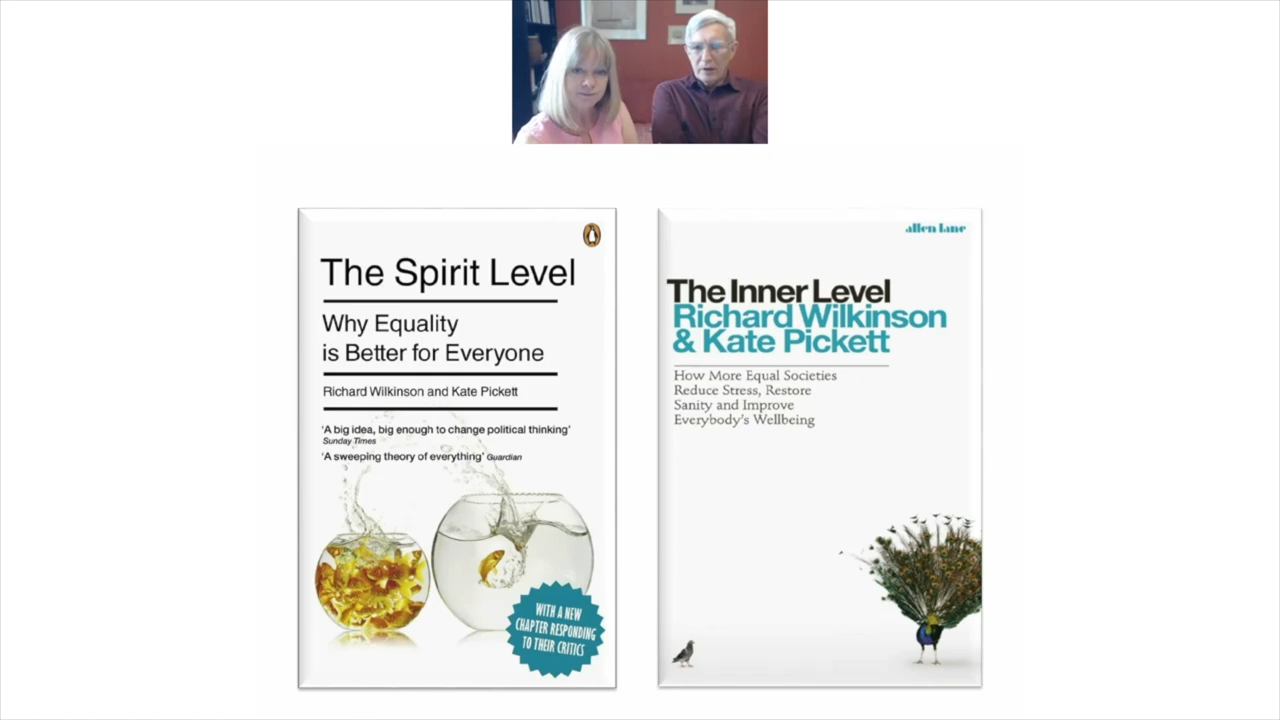 The Spirit Level
Why Equality
is Better for Everyone
Richard Wilkinson and Kate Pickett
'A big idea, big enough to change political thinking'
Sunday Times
'A sweeping theory of everything' Guardian
WITH A NEW
CHAPTER RESPONDING
TO THEIR CRITICS
allen lane
The Inner Level
Richard Wilkinson
& Kate Pickett
How More Equal Societies
Reduce Stress, Restore
Sanity and Improve
Everybody's Wellbeing